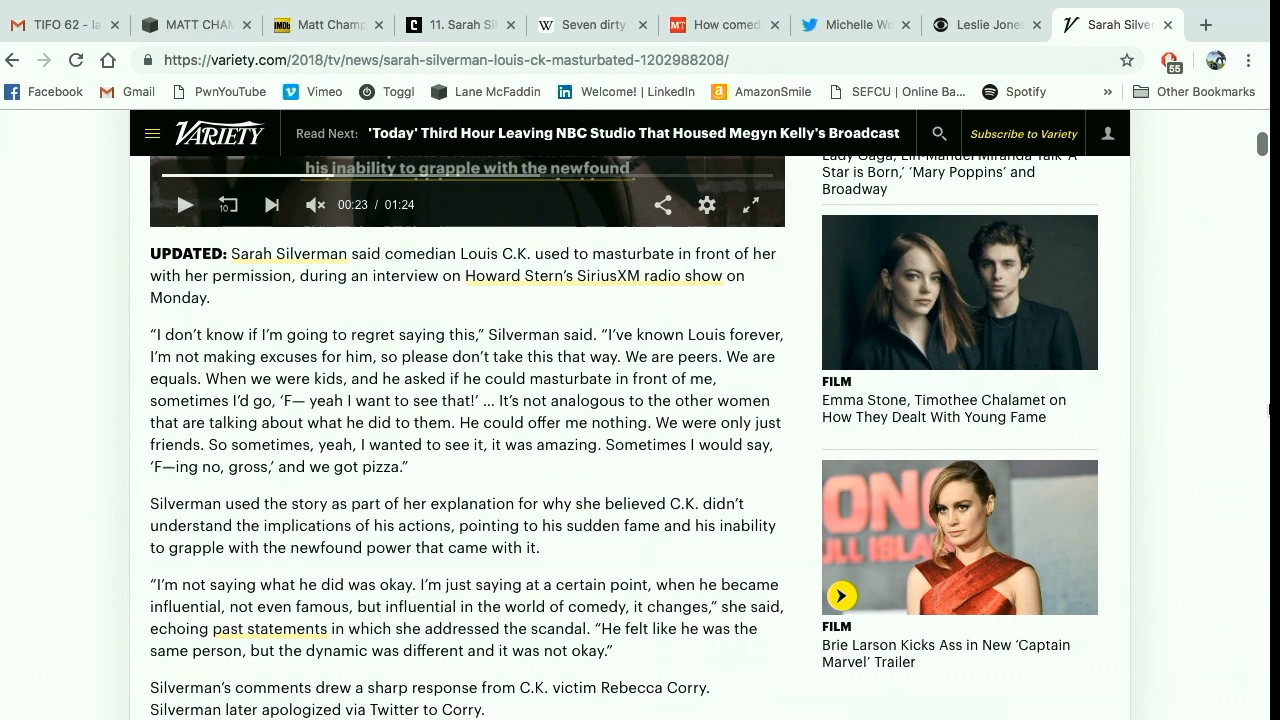 TIFO 62 - la
MATT CHAM
IMDb
Matt Champ
C
11. Sarah Sil
W
Seven dirty
MT
How comed
Michelle Wo
Leslie Jone
V
Sarah Silver
https://variety.com/2018/tv/news/sarah-silverman-louis-ck-masturbated-1202988208/
55
Facebook
Gmail
PwnYouTube
Vimeo
Toggl
Lane McFaddin
Welcome! | LinkedIn
AmazonSmile
SEFCU | Online Ba...
Spotify
»
Other Bookmarks
VARIETY
Read Next: 'Today' Third Hour Leaving NBC Studio That Housed Megyn Kelly's Broadcast
Subscribe to Variety
his inability to grapple with the newfound
10
00:23 / 01:24
UPDATED: Sarah Silverman said comedian Louis C.K. used to masturbate in front of her
with her permission, during an interview on Howard Stern’s SiriusXM radio show on
Monday.
“I don’t know if I’m going to regret saying this,” Silverman said. “I’ve known Louis forever,
I’m not making excuses for him, so please don’t take this that way. We are peers. We are
equals. When we were kids, and he asked if he could masturbate in front of me,
sometimes I’d go, ‘F— yeah I want to see that!’ … It’s not analogous to the other women
that are talking about what he did to them. He could offer me nothing. We were only just
friends. So sometimes, yeah, I wanted to see it, it was amazing. Sometimes I would say,
‘F—ing no, gross,’ and we got pizza.”
Silverman used the story as part of her explanation for why she believed C.K. didn’t
understand the implications of his actions, pointing to his sudden fame and his inability
to grapple with the newfound power that came with it.
“I’m not saying what he did was okay. I’m just saying at a certain point, when he became
influential, not even famous, but influential in the world of comedy, it changes,” she said,
echoing past statements in which she addressed the scandal. “He felt like he was the
same person, but the dynamic was different and it was not okay.”
Silverman’s comments drew a sharp response from C.K. victim Rebecca Corry.
Silverman later apologized via Twitter to Corry.
Lady Gaga, Lin-Manuel Miranda Talk ‘A
Star is Born,’ ‘Mary Poppins’ and
Broadway
FILM
Emma Stone, Timothee Chalamet on
How They Dealt With Young Fame
ONG
ULL ISLA
FILM
Brie Larson Kicks Ass in New ‘Captain
Marvel’ Trailer